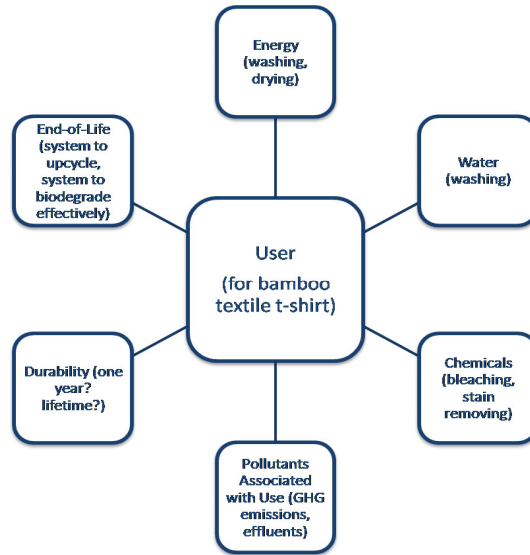 Energy
(washing,
drying)
End-of-Life
(system to
upcycle,
system to
biodegrade
effectively)
Water
(washing)
User
(for bamboo
textile t-shirt)
Durability (one
year?
lifetime?)
Chemicals
(bleaching,
stain
removing)
Pollutants
Associated
with Use (GHG
emissions,
effluents)